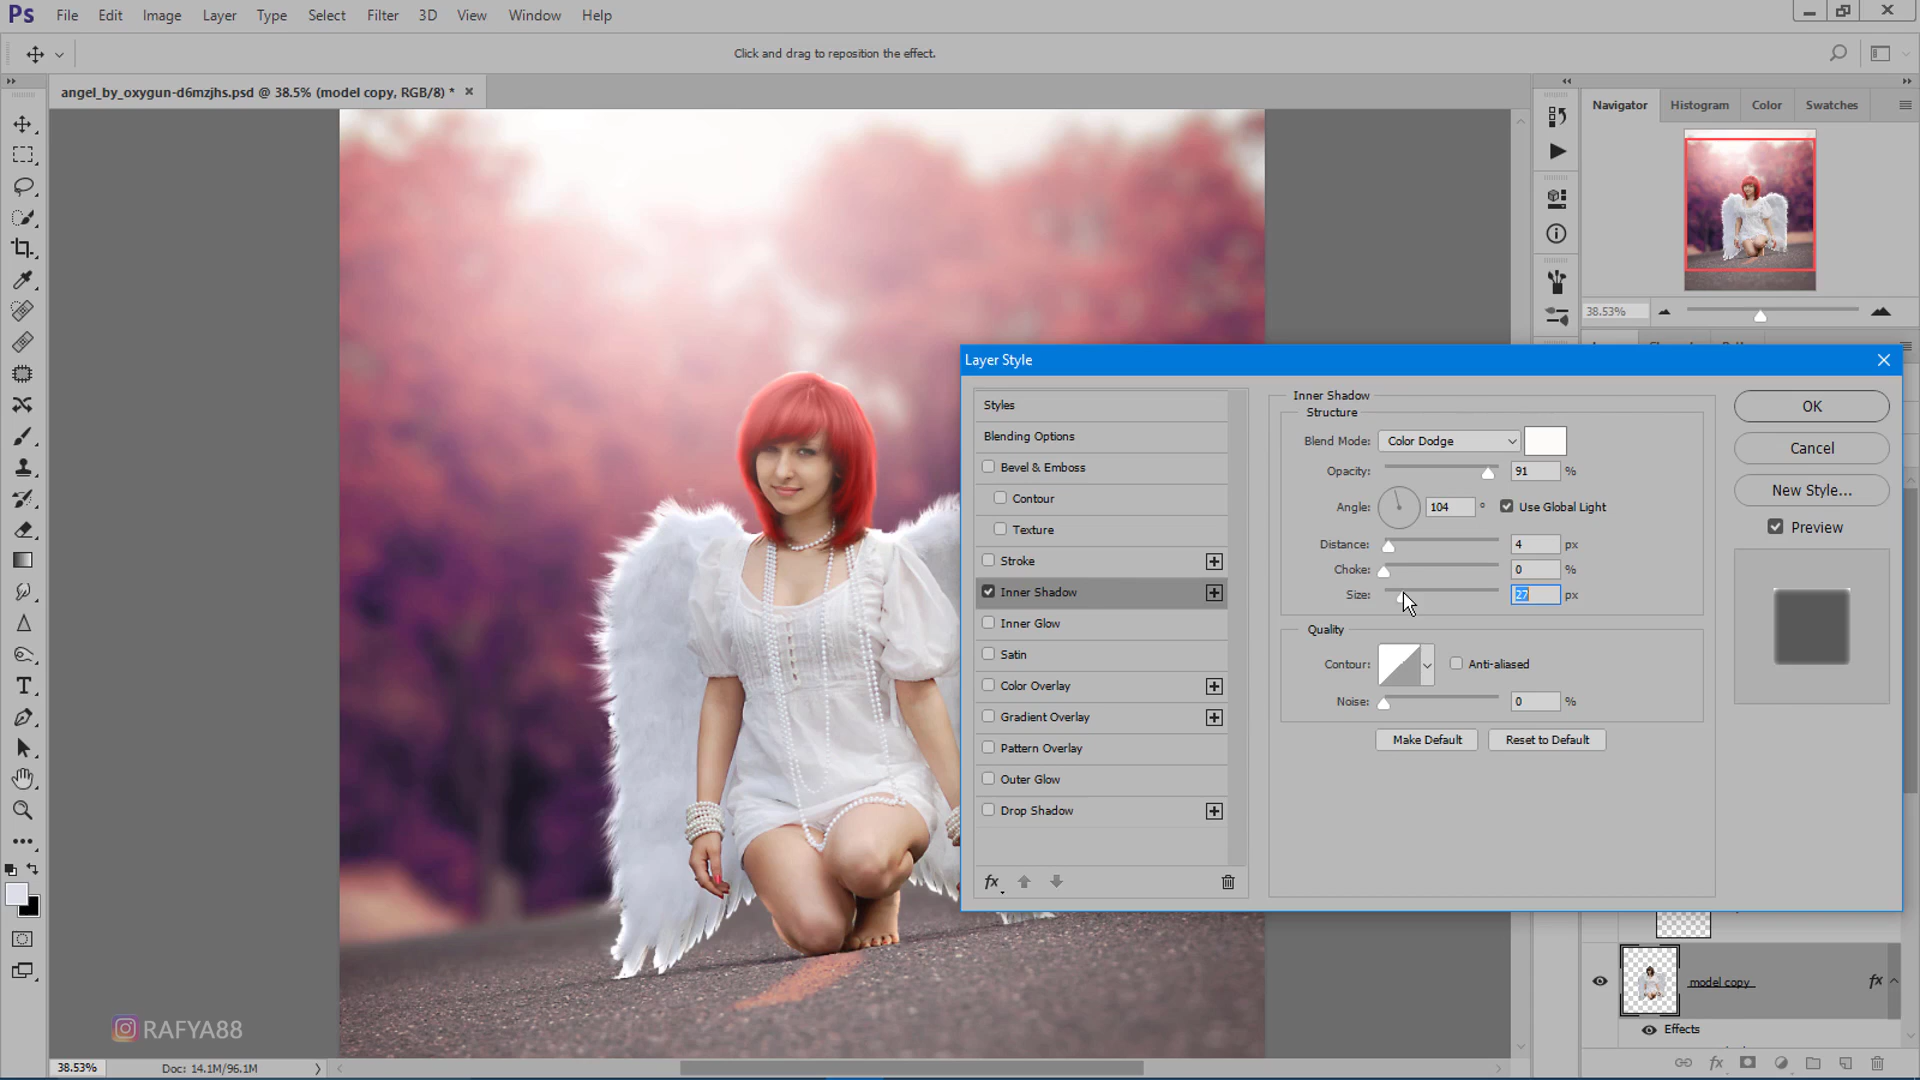 Ps File Edit Image Layer Type Select Filter 3D View Window Help
Click and drag to reposition the effect.
angel_by_oxygun-d6mzjhs.psd @ 38.5% (model copy, RGB/8) *
Navigator Histogram Color Swatches
38.53%
Layer Style
Styles
Blending Options
Bevel & Emboss
Contour
Texture
Stroke
Inner Shadow
Inner Glow
Satin
Color Overlay
Gradient Overlay
Pattern Overlay
Outer Glow
Drop Shadow
fx
Inner Shadow
Structure
Blend Mode: Color Dodge
Opacity: 91 %
Angle: 104 ° Use Global Light
Distance: 4 px
Choke: 0 %
Size: 27 px
Quality
Contour: Anti-aliased
Noise: 0 %
Make Default Reset to Default
OK
Cancel
New Style...
Preview
model copy fx
Effects
RAFYA88
38.53% Doc: 14.1M/96.1M
fx